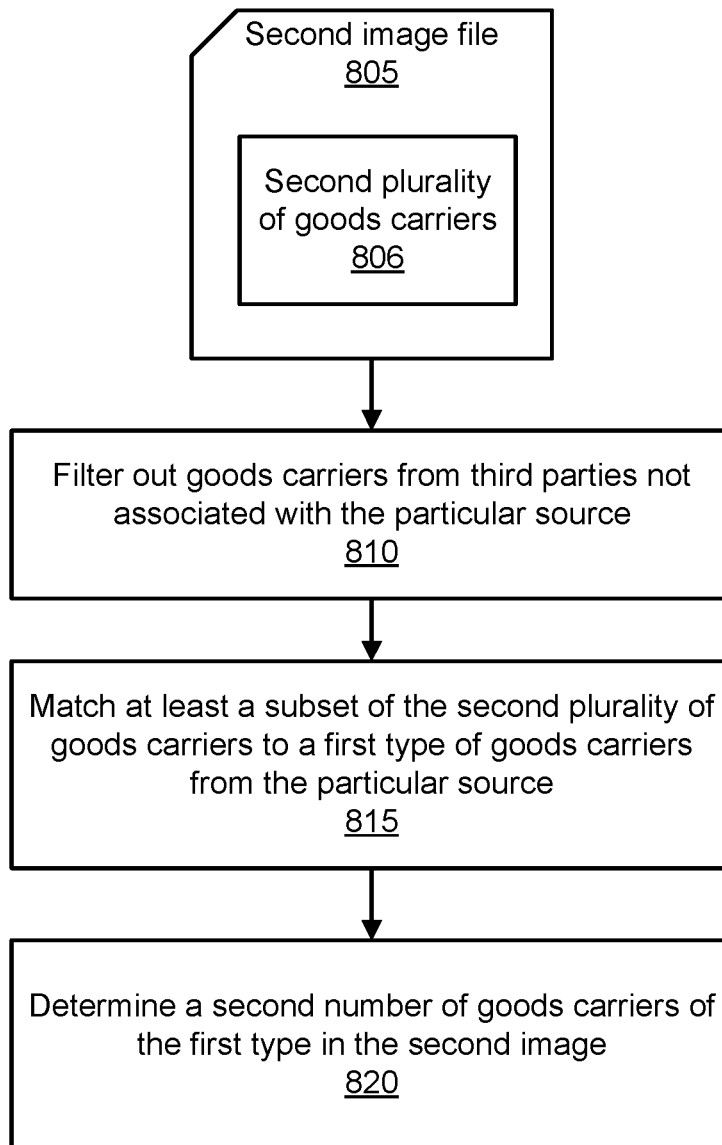 Second image file
805
Second plurality
of goods carriers
806
Filter out goods carriers from third parties not
associated with the particular source
810
Match at least a subset of the second plurality of
goods carriers to a first type of goods carriers
from the particular source
815
Determine a second number of goods carriers of
the first type in the second image
820